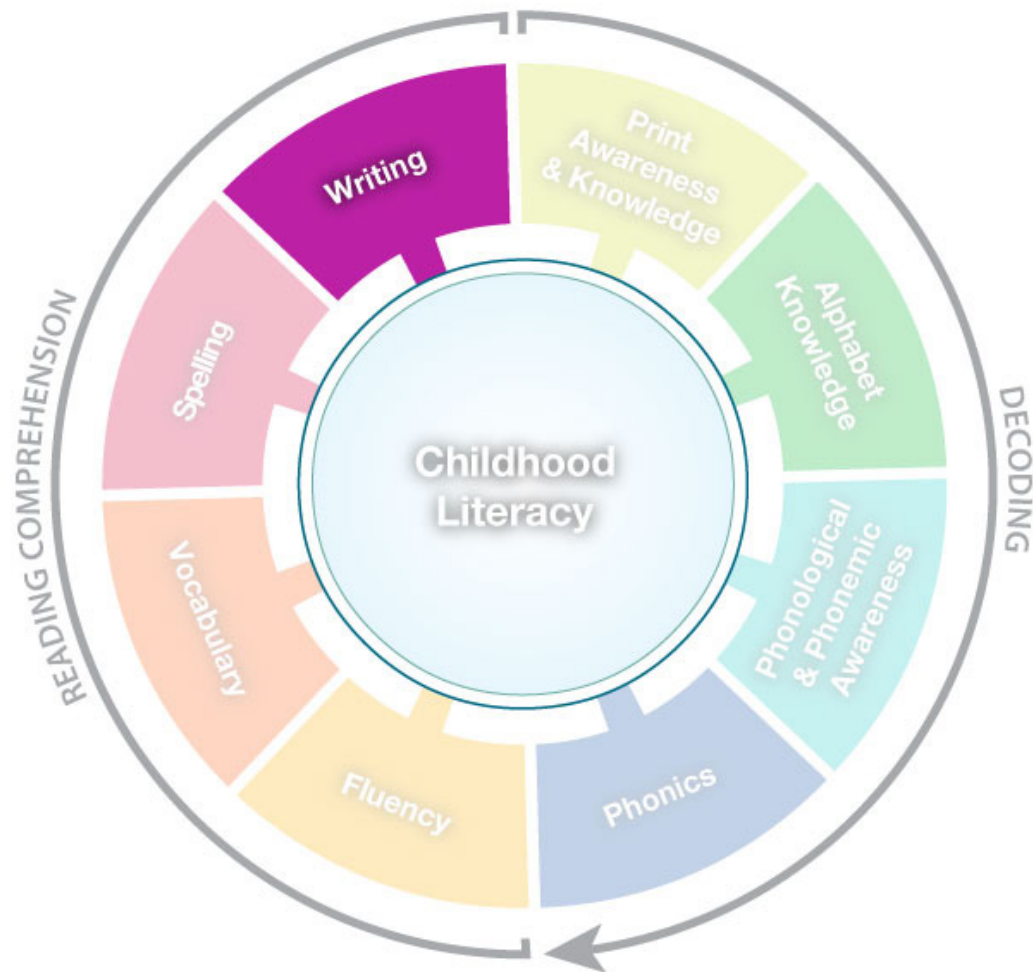 Writing
Print
Awareness
& Knowledge
Alphabet
Knowledge
Phonological
& Phonemic
Awareness
Phonics
Fluency
Vocabulary
Spelling
Childhood
Literacy
READING COMPREHENSION
DECODING